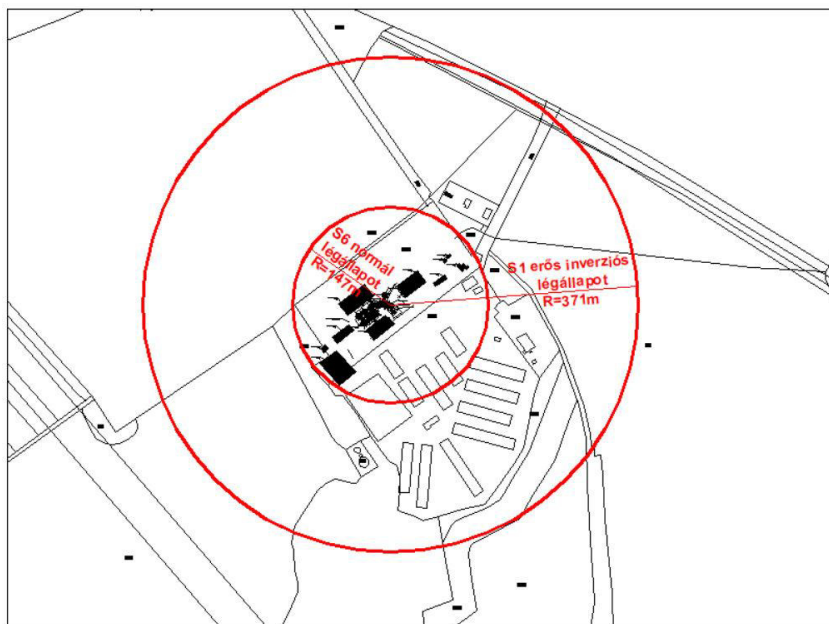 S6 normál
légállapot
R=147m
S1 erős inverziós
légállapot
R=371m